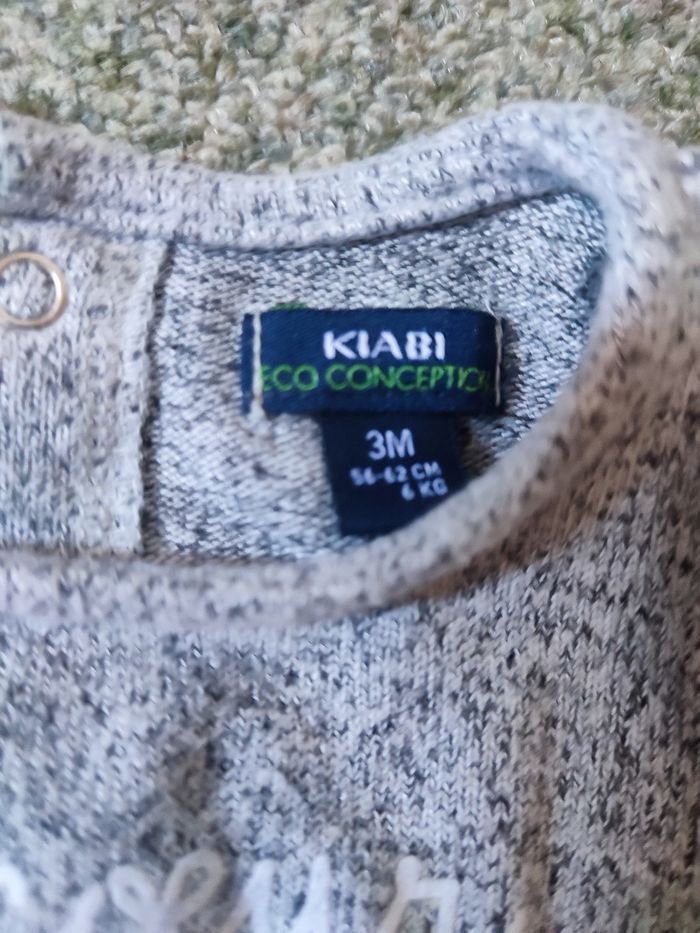 KIABI
ECO CONCEPTION
3M
56-62 CM
6 KG